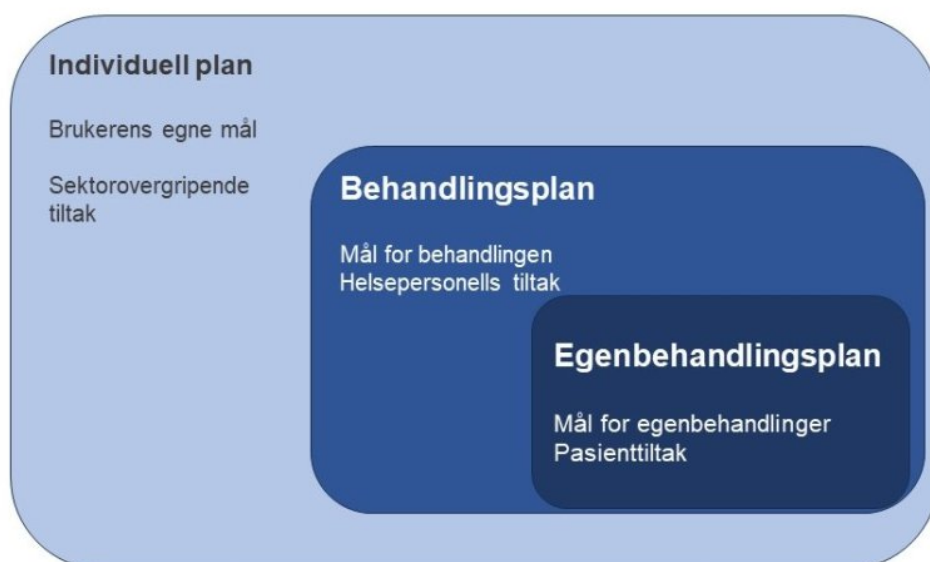 Individuell plan
Brukerens egne mål
Sektorovergripende
tiltak
Behandlingsplan
Mål for behandlingen
Helsepersonells tiltak
Egenbehandlingsplan
Mål for egenbehandlinger
Pasienttiltak